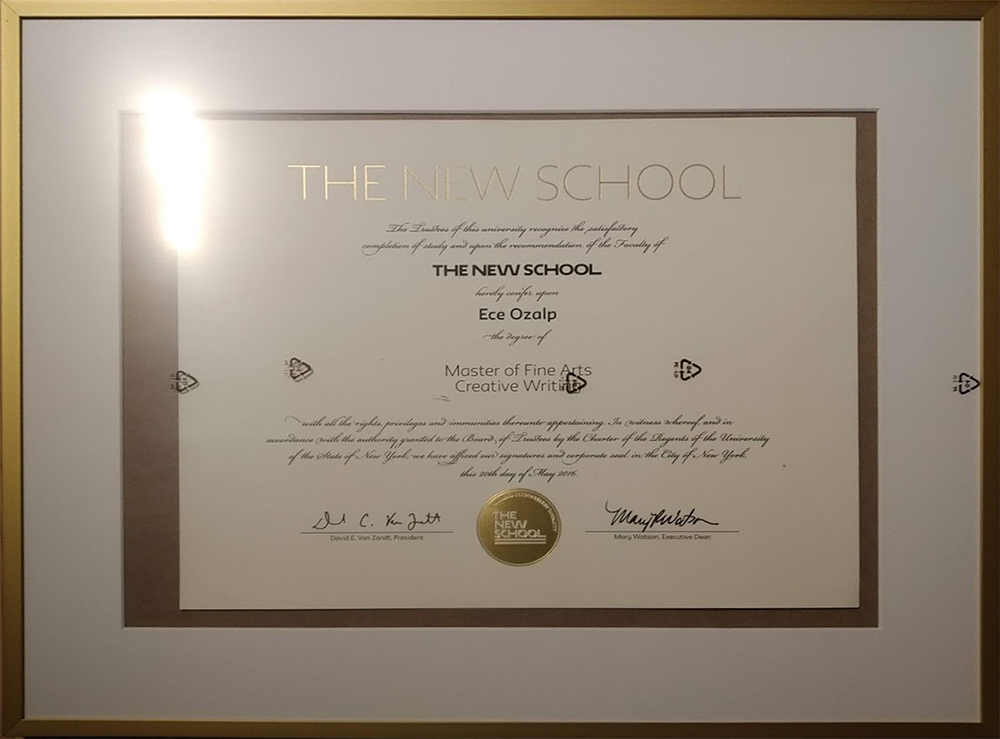 THE NEW SCHOOL
The Trustees of this university recognize the satisfactory
completion of study and upon the recommendation of the Faculty of
THE NEW SCHOOL
hereby confer upon
Ece Ozalp
the degree of
Master of Fine Arts
Creative Writing
with all the rights, privileges and immunities thereunto appertaining. In witness whereof, and in
accordance with the authority granted to the Board of Trustees by the Charter of the Regents of the University
of the State of New York, we have affixed our signatures and corporate seal in the City of New York,
this 20th day of May 2016.
THE
NEW
SCHOOL
David E. Van Zandt, President
Mary Watson, Executive Dean